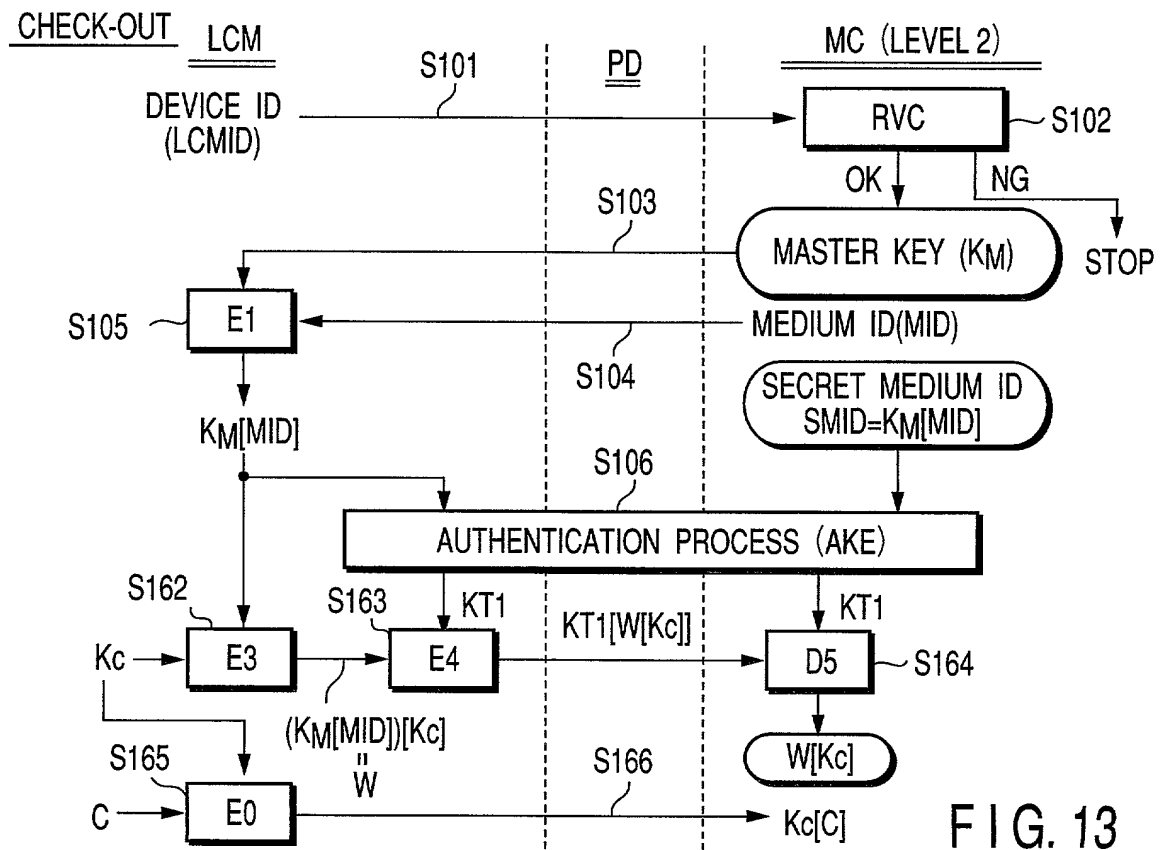 CHECK-OUT
LCM
PD
MC (LEVEL 2)
S101
DEVICE ID
(LCMID)
RVC
S102
OK
NG
S103
MASTER KEY (KM)
STOP
S105
E1
MEDIUM ID(MID)
S104
SECRET MEDIUM ID
SMID=KM[MID]
KM[MID]
S106
AUTHENTICATION PROCESS (AKE)
S162
S163
KT1
KT1[W[Kc]]
KT1
Kc
E3
E4
D5
S164
(KM[MID])[Kc]
"
W
W[Kc]
S165
S166
C
E0
Kc[C]
FIG. 13